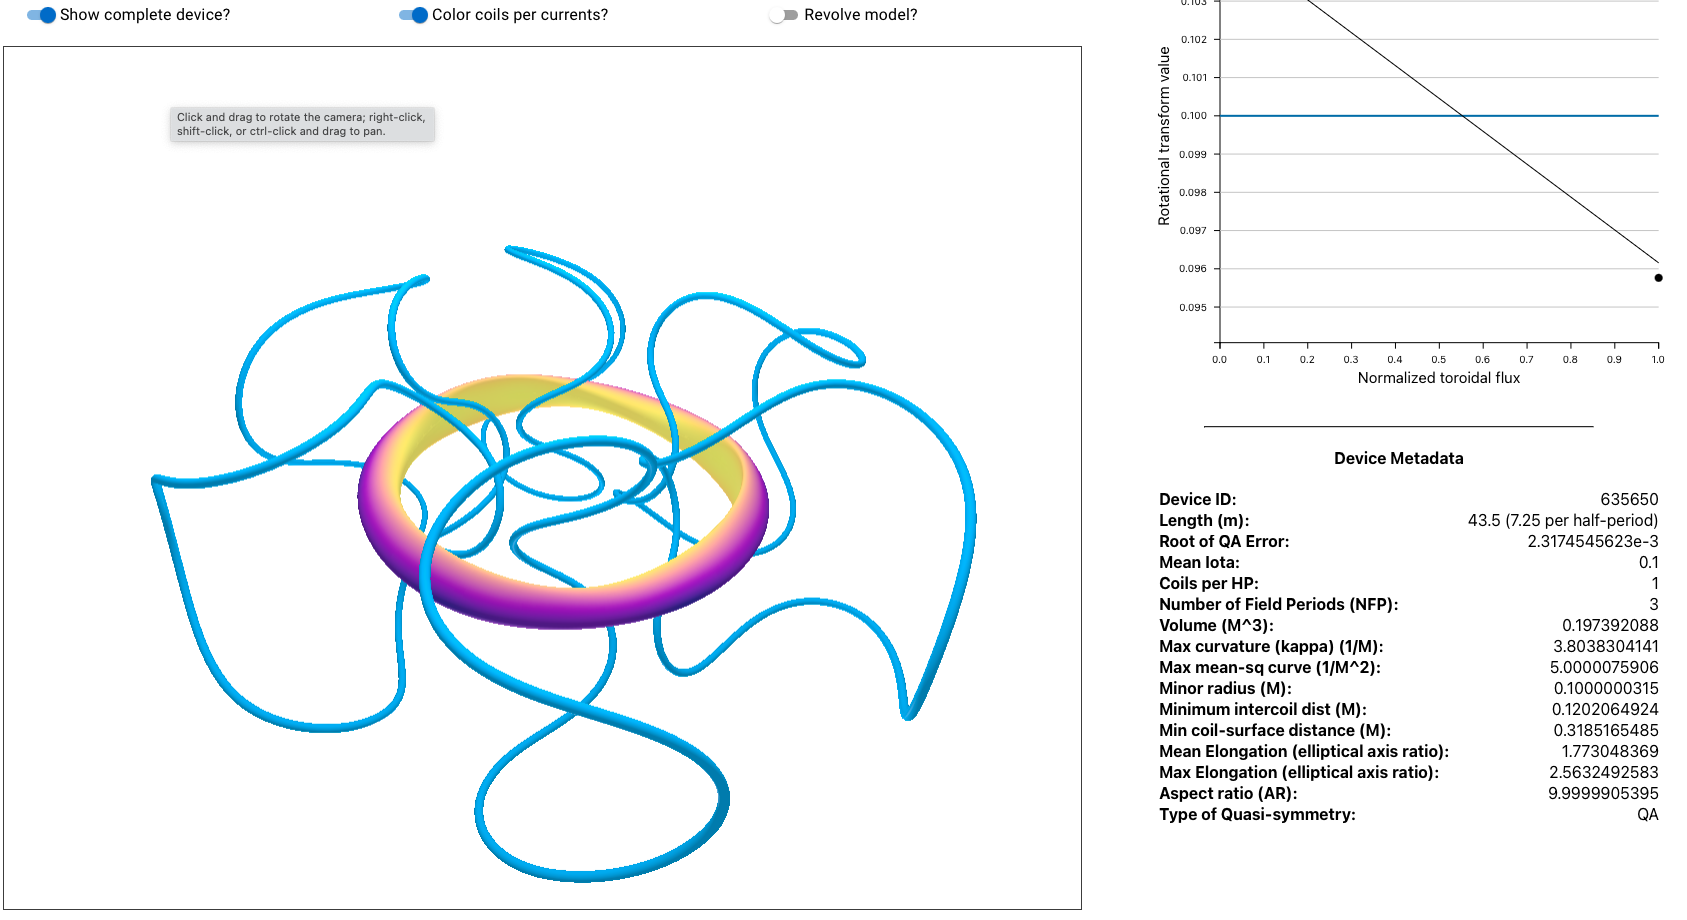 Show complete device?
Color coils per currents?
Revolve model?
Click and drag to rotate the camera; right-click,
shift-click, or ctrl-click and drag to pan.
0.103
0.102
0.101
0.100
0.099
0.098
0.097
0.096
0.095
Rotational transform value
0.0 0.1 0.2 0.3 0.4 0.5 0.6 0.7 0.8 0.9 1.0
Normalized toroidal flux
Device Metadata
Device ID: 635650
Length (m): 43.5 (7.25 per half-period)
Root of QA Error: 2.3174545623e-3
Mean Iota: 0.1
Coils per HP: 1
Number of Field Periods (NFP): 3
Volume (M^3): 0.197392088
Max curvature (kappa) (1/M): 3.8038304141
Max mean-sq curve (1/M^2): 5.0000075906
Minor radius (M): 0.1000000315
Minimum intercoil dist (M): 0.1202064924
Min coil-surface distance (M): 0.3185165485
Mean Elongation (elliptical axis ratio): 1.773048369
Max Elongation (elliptical axis ratio): 2.5632492583
Aspect ratio (AR): 9.9999905395
Type of Quasi-symmetry: QA